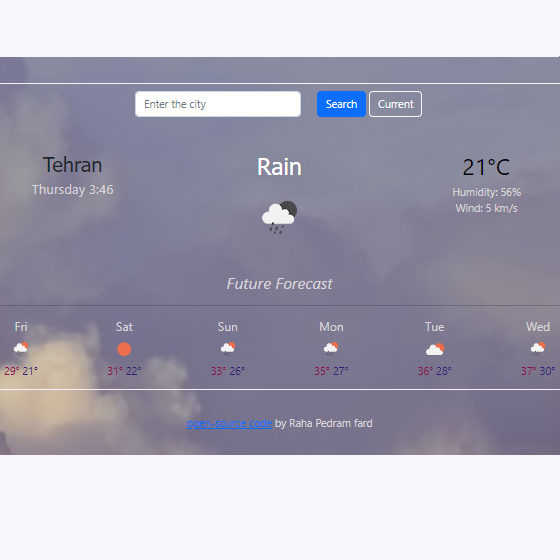 Enter the city Search Current
Tehran Rain 21°C
Thursday 3:46 Humidity: 56%
Wind: 5 km/s
Future Forecast
Fri Sat Sun Mon Tue Wed
29° 21° 31° 22° 33° 26° 35° 27° 36° 28° 37° 30°
open-source code by Raha Pedram fard